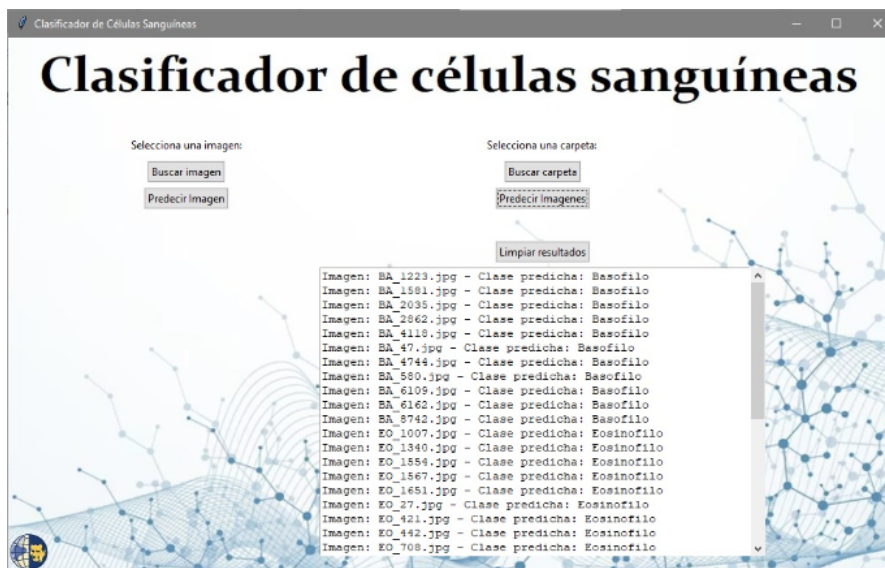 Clasificador de Células Sanguíneas
Clasificador de células sanguíneas
Selecciona una imagen:
Buscar imagen
Predecir Imagen
Selecciona una carpeta:
Buscar carpeta
Predecir Imagenes
Limpiar resultados
Imagen: BA_1223.jpg - Clase predicha: Basofilo
Imagen: BA_1581.jpg - Clase predicha: Basofilo
Imagen: BA_2035.jpg - Clase predicha: Basofilo
Imagen: BA_2862.jpg - Clase predicha: Basofilo
Imagen: BA_4118.jpg - Clase predicha: Basofilo
Imagen: BA_47.jpg - Clase predicha: Basofilo
Imagen: BA_4744.jpg - Clase predicha: Basofilo
Imagen: BA_580.jpg - Clase predicha: Basofilo
Imagen: BA_6109.jpg - Clase predicha: Basofilo
Imagen: BA_6162.jpg - Clase predicha: Basofilo
Imagen: BA_8742.jpg - Clase predicha: Basofilo
Imagen: EO_1007.jpg - Clase predicha: Eosinofilo
Imagen: EO_1340.jpg - Clase predicha: Eosinofilo
Imagen: EO_1554.jpg - Clase predicha: Eosinofilo
Imagen: EO_1567.jpg - Clase predicha: Eosinofilo
Imagen: EO_1651.jpg - Clase predicha: Eosinofilo
Imagen: EO_27.jpg - Clase predicha: Eosinofilo
Imagen: EO_421.jpg - Clase predicha: Eosinofilo
Imagen: EO_442.jpg - Clase predicha: Eosinofilo
Imagen: EO_708.jpg - Clase predicha: Eosinofilo